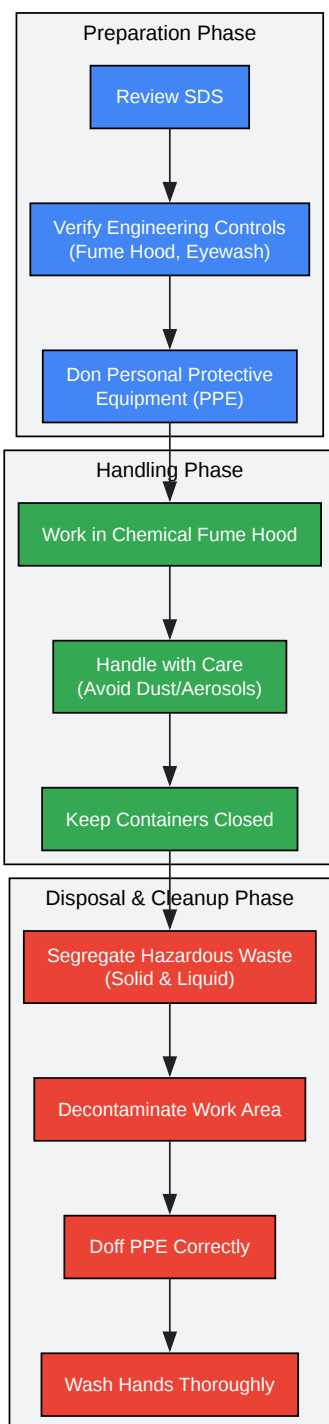 Preparation Phase
Review SDS
Verify Engineering Controls
(Fume Hood, Eyewash)
Don Personal Protective
Equipment (PPE)
Handling Phase
Work in Chemical Fume Hood
Handle with Care
(Avoid Dust/Aerosols)
Keep Containers Closed
Disposal & Cleanup Phase
Segregate Hazardous Waste
(Solid & Liquid)
Decontaminate Work Area
Doff PPE Correctly
Wash Hands Thoroughly